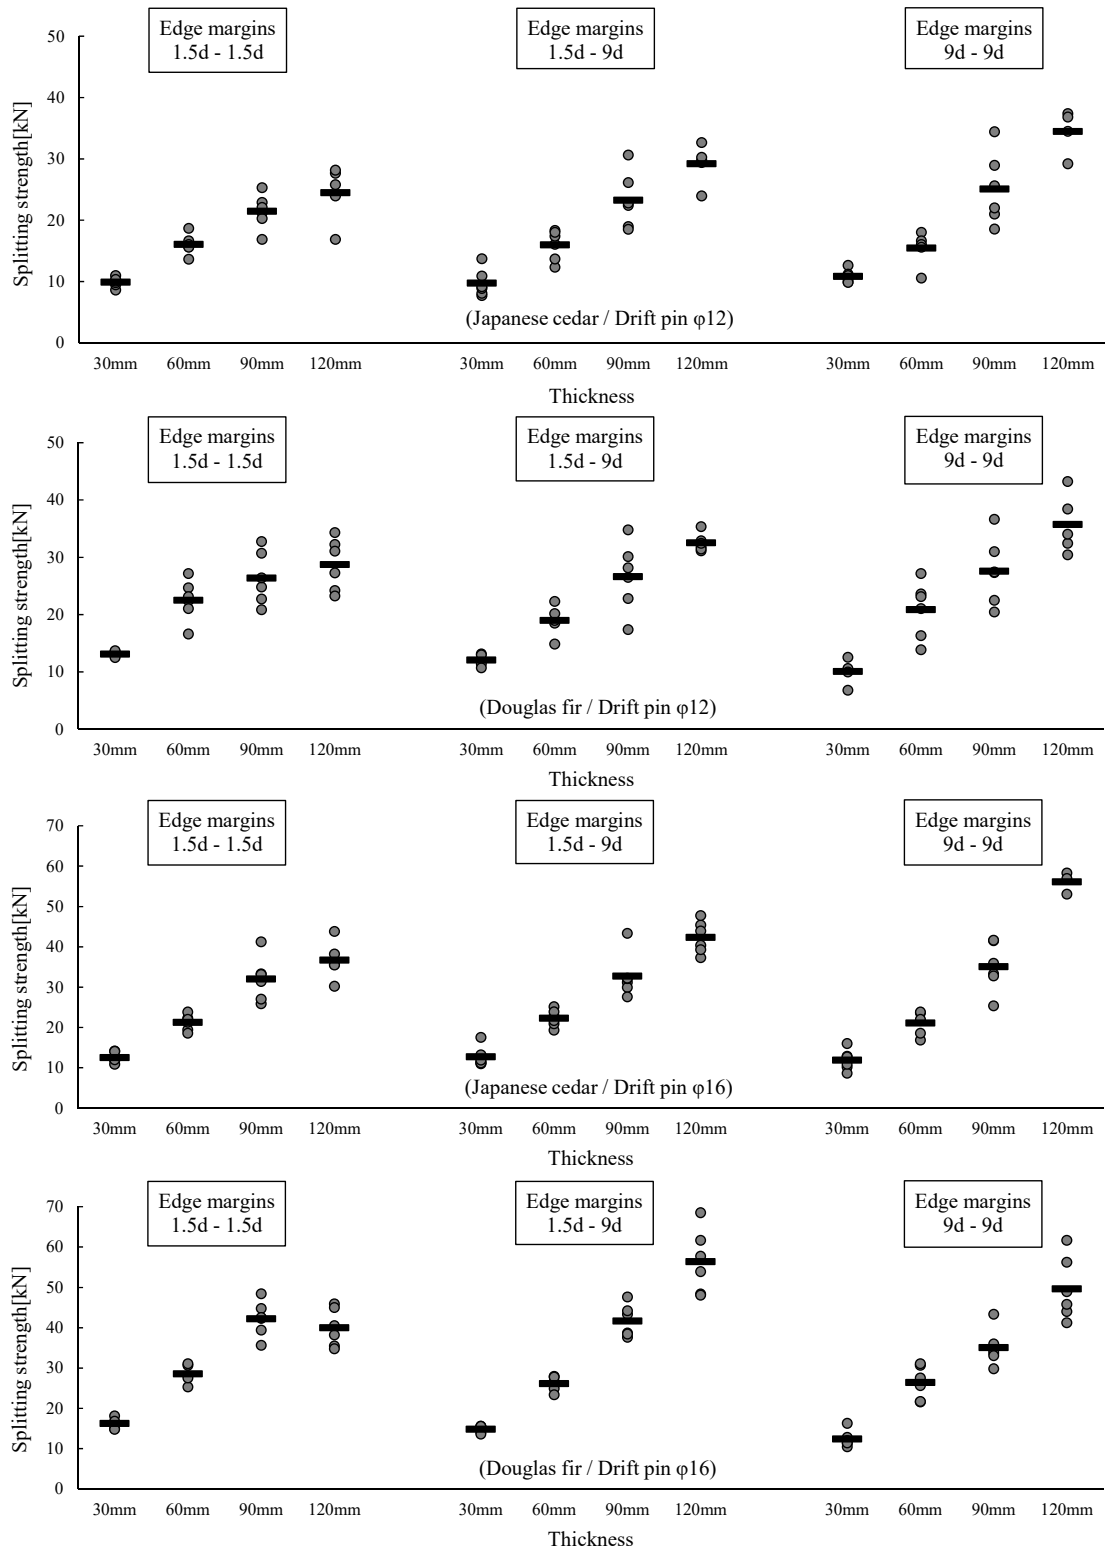 Edge margins
1.5d - 1.5d
Edge margins
1.5d - 9d
Edge margins
9d - 9d
Splitting strength[kN]
50
40
30
20
10
0
(Japanese cedar / Drift pin φ12)
30mm 60mm 90mm 120mm 30mm 60mm 90mm 120mm 30mm 60mm 90mm 120mm
Thickness
Edge margins
1.5d - 1.5d
Edge margins
1.5d - 9d
Edge margins
9d - 9d
Splitting strength[kN]
50
40
30
20
10
0
(Douglas fir / Drift pin φ12)
30mm 60mm 90mm 120mm 30mm 60mm 90mm 120mm 30mm 60mm 90mm 120mm
Thickness
Edge margins
1.5d - 1.5d
Edge margins
1.5d - 9d
Edge margins
9d - 9d
Splitting strength[kN]
70
60
50
40
30
20
10
0
(Japanese cedar / Drift pin φ16)
30mm 60mm 90mm 120mm 30mm 60mm 90mm 120mm 30mm 60mm 90mm 120mm
Thickness
Edge margins
1.5d - 1.5d
Edge margins
1.5d - 9d
Edge margins
9d - 9d
Splitting strength[kN]
70
60
50
40
30
20
10
0
(Douglas fir / Drift pin φ16)
30mm 60mm 90mm 120mm 30mm 60mm 90mm 120mm 30mm 60mm 90mm 120mm
Thickness